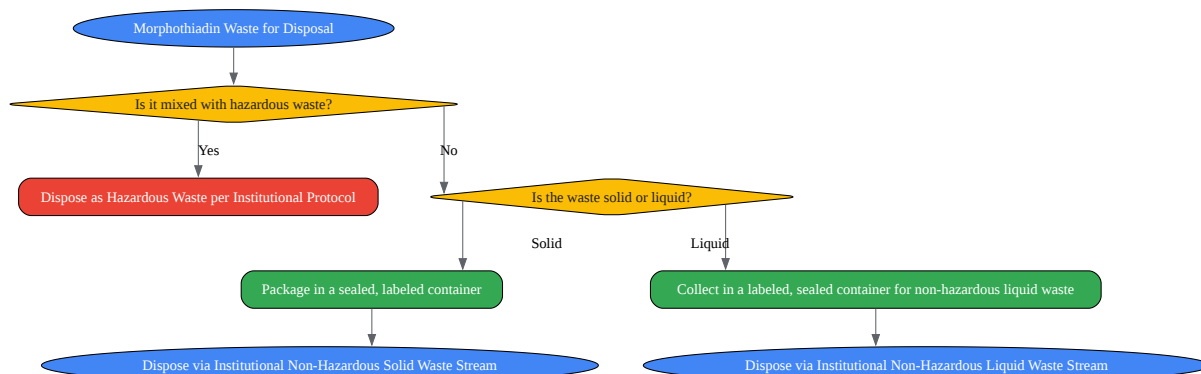 Morphothiadin Waste for Disposal
Is it mixed with hazardous waste?
Yes
No
Dispose as Hazardous Waste per Institutional Protocol
Is the waste solid or liquid?
Solid
Liquid
Package in a sealed, labeled container
Collect in a labeled, sealed container for non-hazardous liquid waste
Dispose via Institutional Non-Hazardous Solid Waste Stream
Dispose via Institutional Non-Hazardous Liquid Waste Stream